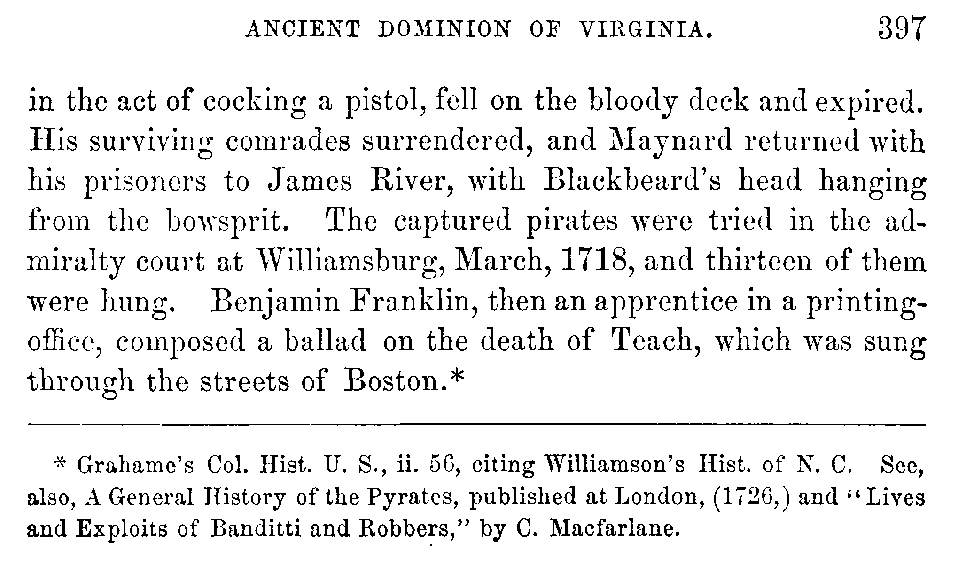 ANCIENT DOMINION OF VIRGINIA. 397
in the act of cocking a pistol, fell on the bloody deck and expired.
His surviving comrades surrendered, and Maynard returned with
his prisoners to James River, with Blackbeard's head hanging
from the bowsprit. The captured pirates were tried in the ad-
miralty court at Williamsburg, March, 1718, and thirteen of them
were hung. Benjamin Franklin, then an apprentice in a printing-
office, composed a ballad on the death of Teach, which was sung
through the streets of Boston.*
* Grahame's Col. Hist. U. S., ii. 56, citing Williamson's Hist. of N. C. See,
also, A General History of the Pyrates, published at London, (1726,) and "Lives
and Exploits of Banditti and Robbers," by C. Macfarlane.